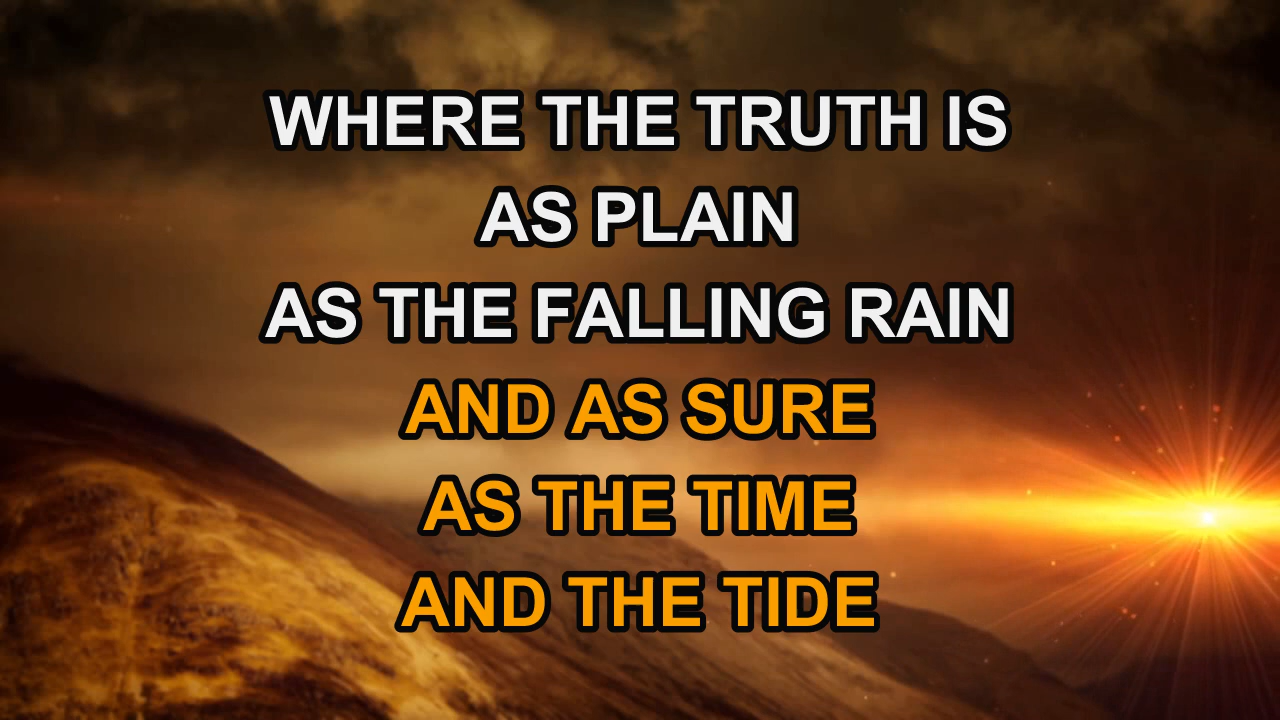 WHERE THE TRUTH IS
AS PLAIN
AS THE FALLING RAIN
AND AS SURE
AS THE TIME
AND THE TIDE